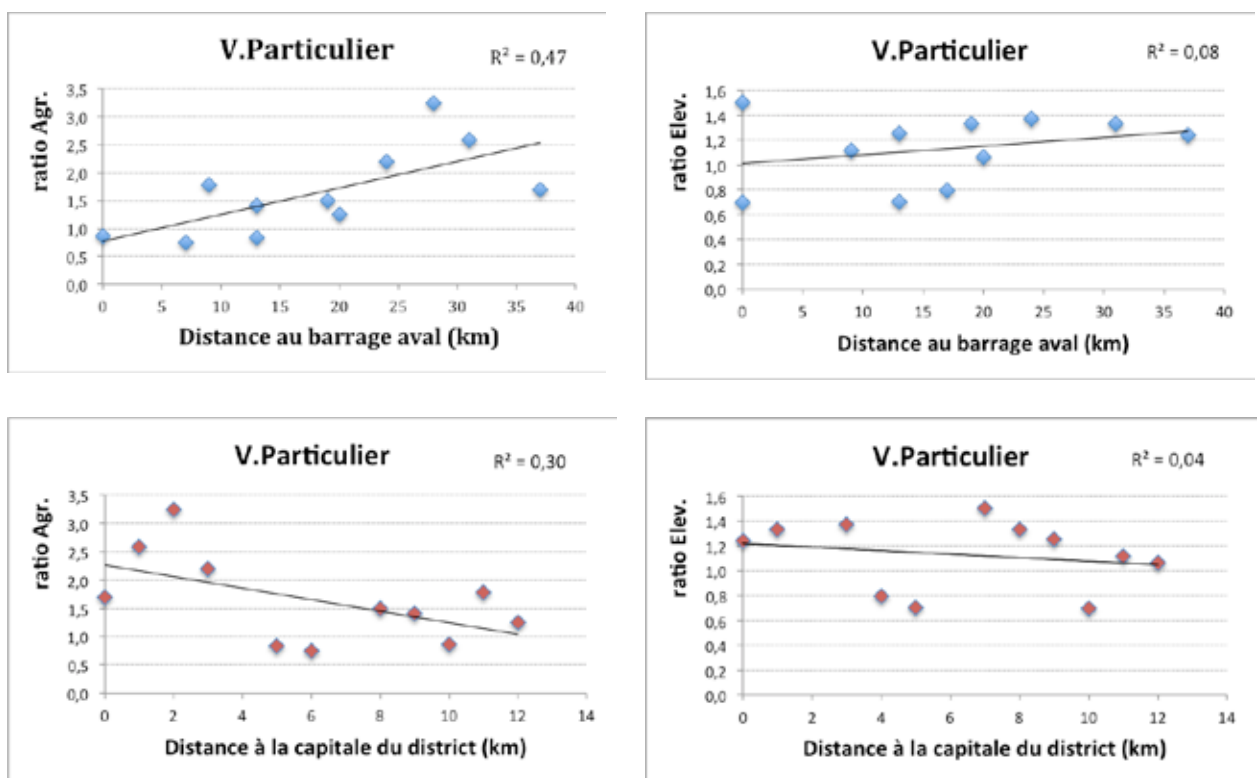 V.Particulier
R² = 0,47
ratio Agr.
3,5
3,0
2,5
2,0
1,5
1,0
0,5
0,0
0 5 10 15 20 25 30 35 40
Distance au barrage aval (km)
V.Particulier
R² = 0,08
ratio Elev.
1,6
1,4
1,2
1,0
0,8
0,6
0,4
0,2
0,0
0 5 10 15 20 25 30 35 40
Distance au barrage aval (km)
V.Particulier
R² = 0,30
ratio Agr.
3,5
3,0
2,5
2,0
1,5
1,0
0,5
0,0
0 2 4 6 8 10 12 14
Distance à la capitale du district (km)
V.Particulier
R² = 0,04
ratio Elev.
1,6
1,4
1,2
1,0
0,8
0,6
0,4
0,2
0,0
0 2 4 6 8 10 12 14
Distance à la capitale du district (km)